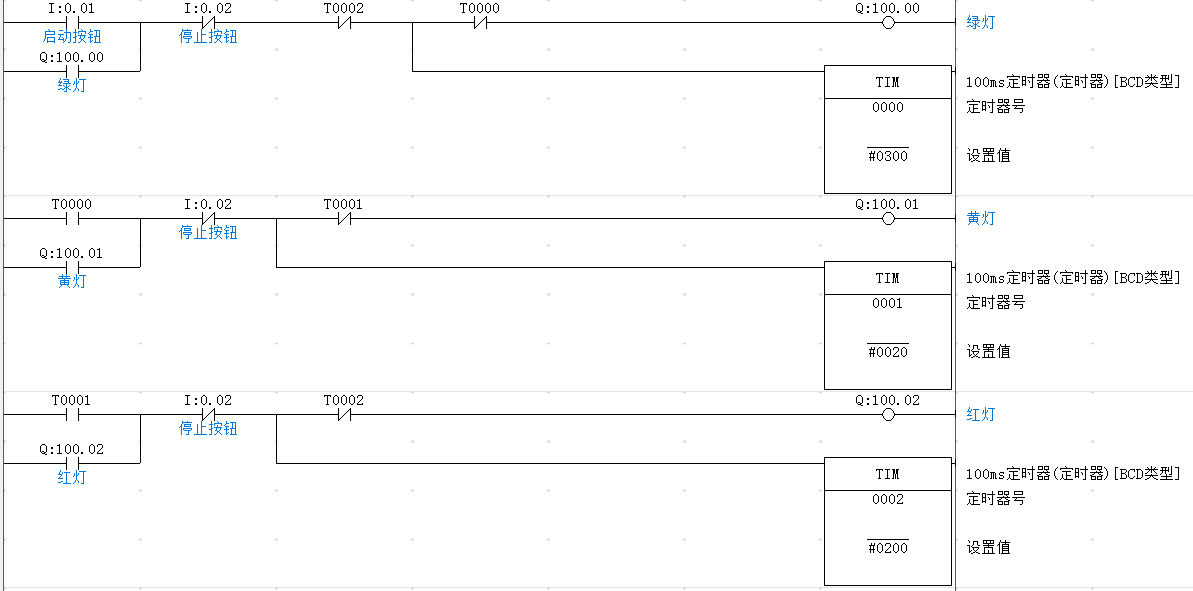 I:0.01 I:0.02 T0002 T0000 Q:100.00
绿灯
启动按钮 停止按钮
Q:100.00
绿灯
TIM 100ms定时器(定时器)[BCD类型]
0000 定时器号
#0300 设置值
T0000 I:0.02 T0001 Q:100.01
黄灯
停止按钮
Q:100.01
黄灯
TIM 100ms定时器(定时器)[BCD类型]
0001 定时器号
#0020 设置值
T0001 I:0.02 T0002 Q:100.02
红灯
停止按钮
Q:100.02
红灯
TIM 100ms定时器(定时器)[BCD类型]
0002 定时器号
#0200 设置值